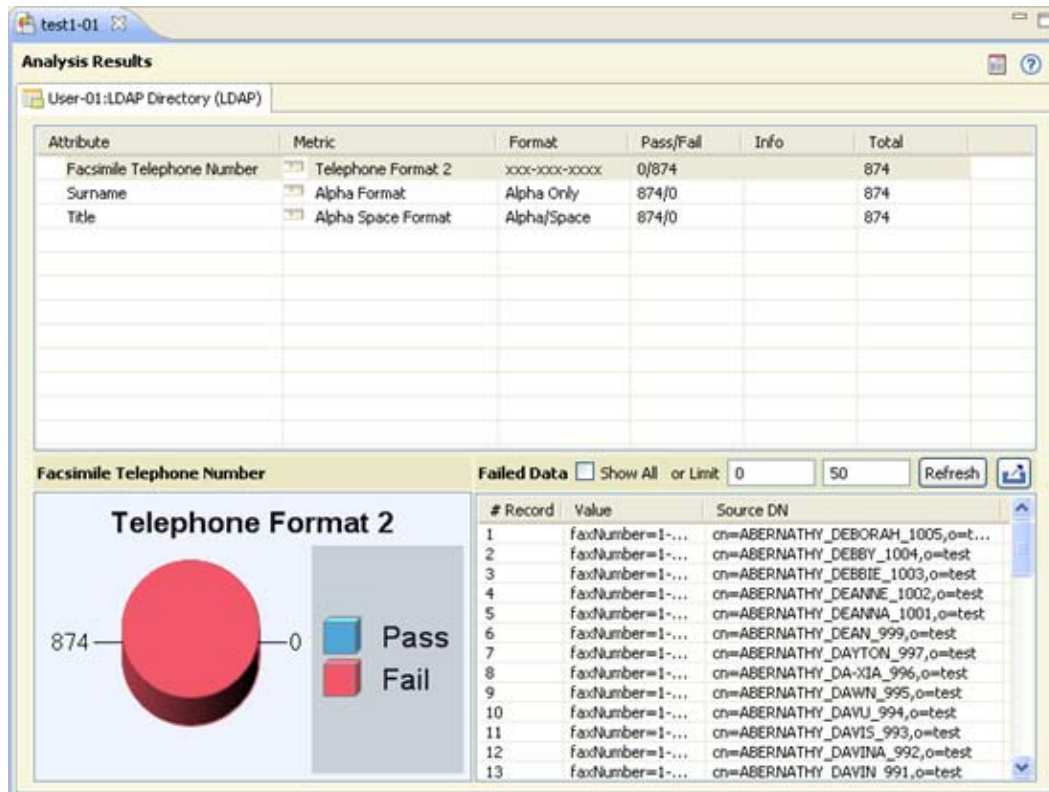 test1-01
Analysis Results
User-01:LDAP Directory (LDAP)
Attribute Metric Format Pass/Fail Info Total
Facsimile Telephone Number Telephone Format 2 xxx-xxx-xxxx 0/874 874
Surname Alpha Format Alpha Only 874/0 874
Title Alpha Space Format Alpha/Space 874/0 874
Facsimile Telephone Number
Failed Data Show All or Limit 0 50 Refresh
Telephone Format 2
874 0
Pass
Fail
# Record Value Source DN
1 faxNumber=1-... cn=ABERNATHY_DEBORAH_1005,o=t...
2 faxNumber=1-... cn=ABERNATHY_DEBBY_1004,o=test
3 faxNumber=1-... cn=ABERNATHY_DEBBIE_1003,o=test
4 faxNumber=1-... cn=ABERNATHY_DEANNE_1002,o=test
5 faxNumber=1-... cn=ABERNATHY_DEANNA_1001,o=test
6 faxNumber=1-... cn=ABERNATHY_DEAN_999,o=test
7 faxNumber=1-... cn=ABERNATHY_DAYTON_997,o=test
8 faxNumber=1-... cn=ABERNATHY_DA-XIA_996,o=test
9 faxNumber=1-... cn=ABERNATHY_DAWN_995,o=test
10 faxNumber=1-... cn=ABERNATHY_DAVU_994,o=test
11 faxNumber=1-... cn=ABERNATHY_DAVIS_993,o=test
12 faxNumber=1-... cn=ABERNATHY_DAVINA_992,o=test
13 faxNumber=1-... cn=ABERNATHY_DAVIN_991,o=test